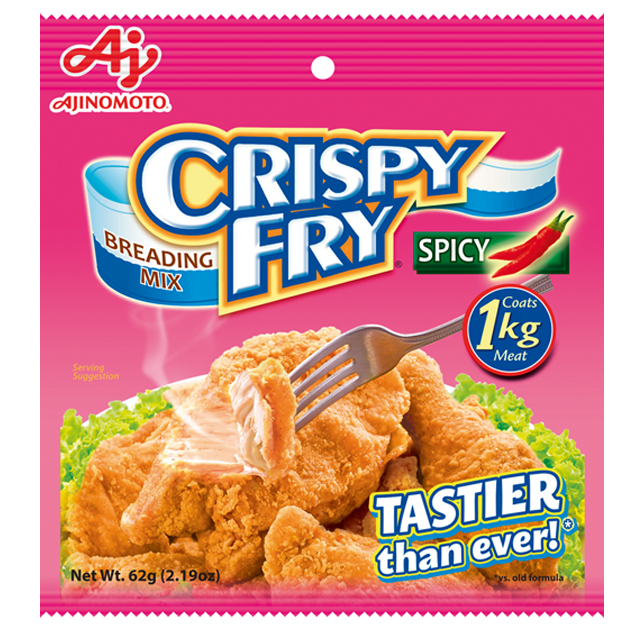 Aj
AJINOMOTO®
CRISPY
FRY®
BREADING
MIX
SPICY
Coats
1kg
Meat
Serving
Suggestion
TASTIER
than ever!*
Net Wt. 62g (2.19oz)
*vs. old formula